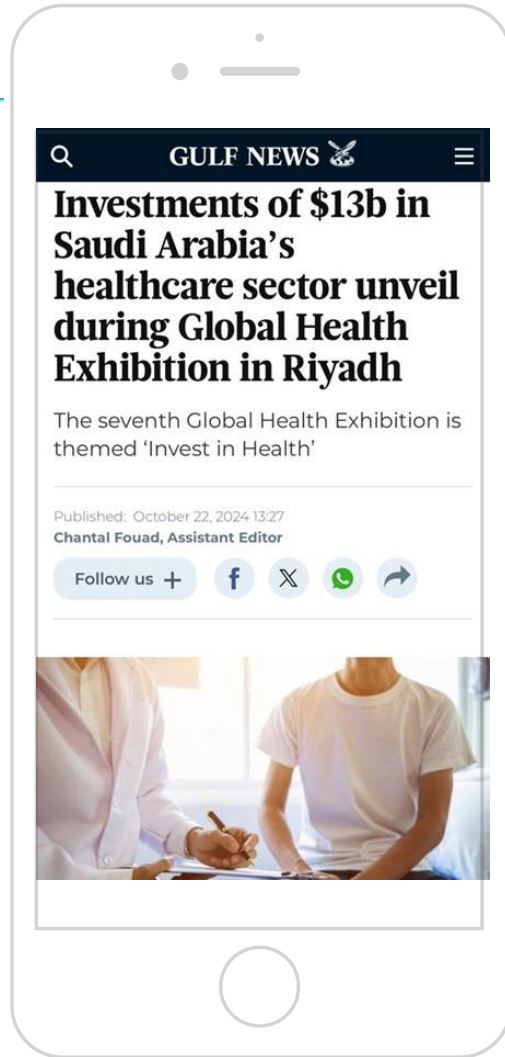 GULF NEWS
Investments of $13b in
Saudi Arabia’s
healthcare sector unveil
during Global Health
Exhibition in Riyadh
The seventh Global Health Exhibition is
themed ‘Invest in Health’
Published: October 22, 2024 13:27
Chantal Fouad, Assistant Editor
Follow us +